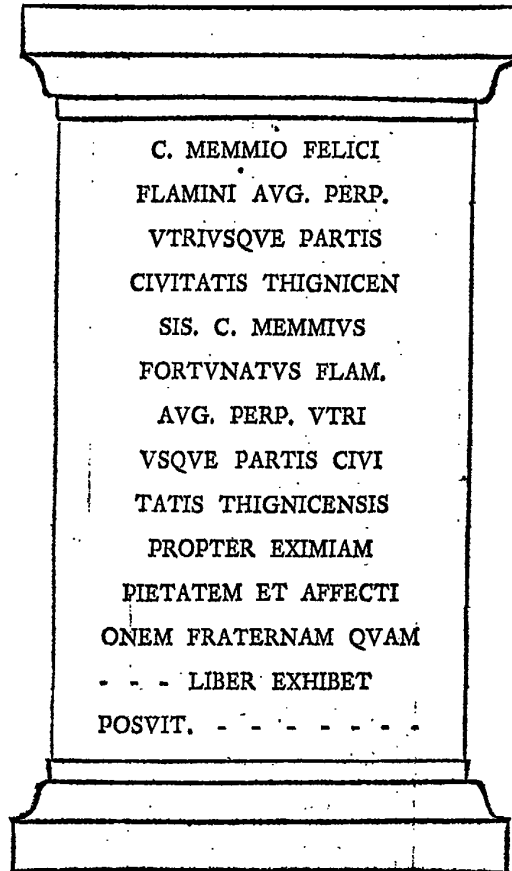 C. MEMMIO FELICI
FLAMINI AVG. PERP.
VTRIVSQVE PARTIS
CIVITATIS THIGNICEN
SIS. C. MEMMIVS
FORTVNATVS FLAM.
AVG. PERP. VTRI
VSQVE PARTIS CIVI
TATIS THIGNICENSIS
PROPTER EXIMIAM
PIETATEM ET AFFECTI
ONEM FRATERNAM QVAM
- - - LIBER EXHIBET
POSVIT. - - - - - - -